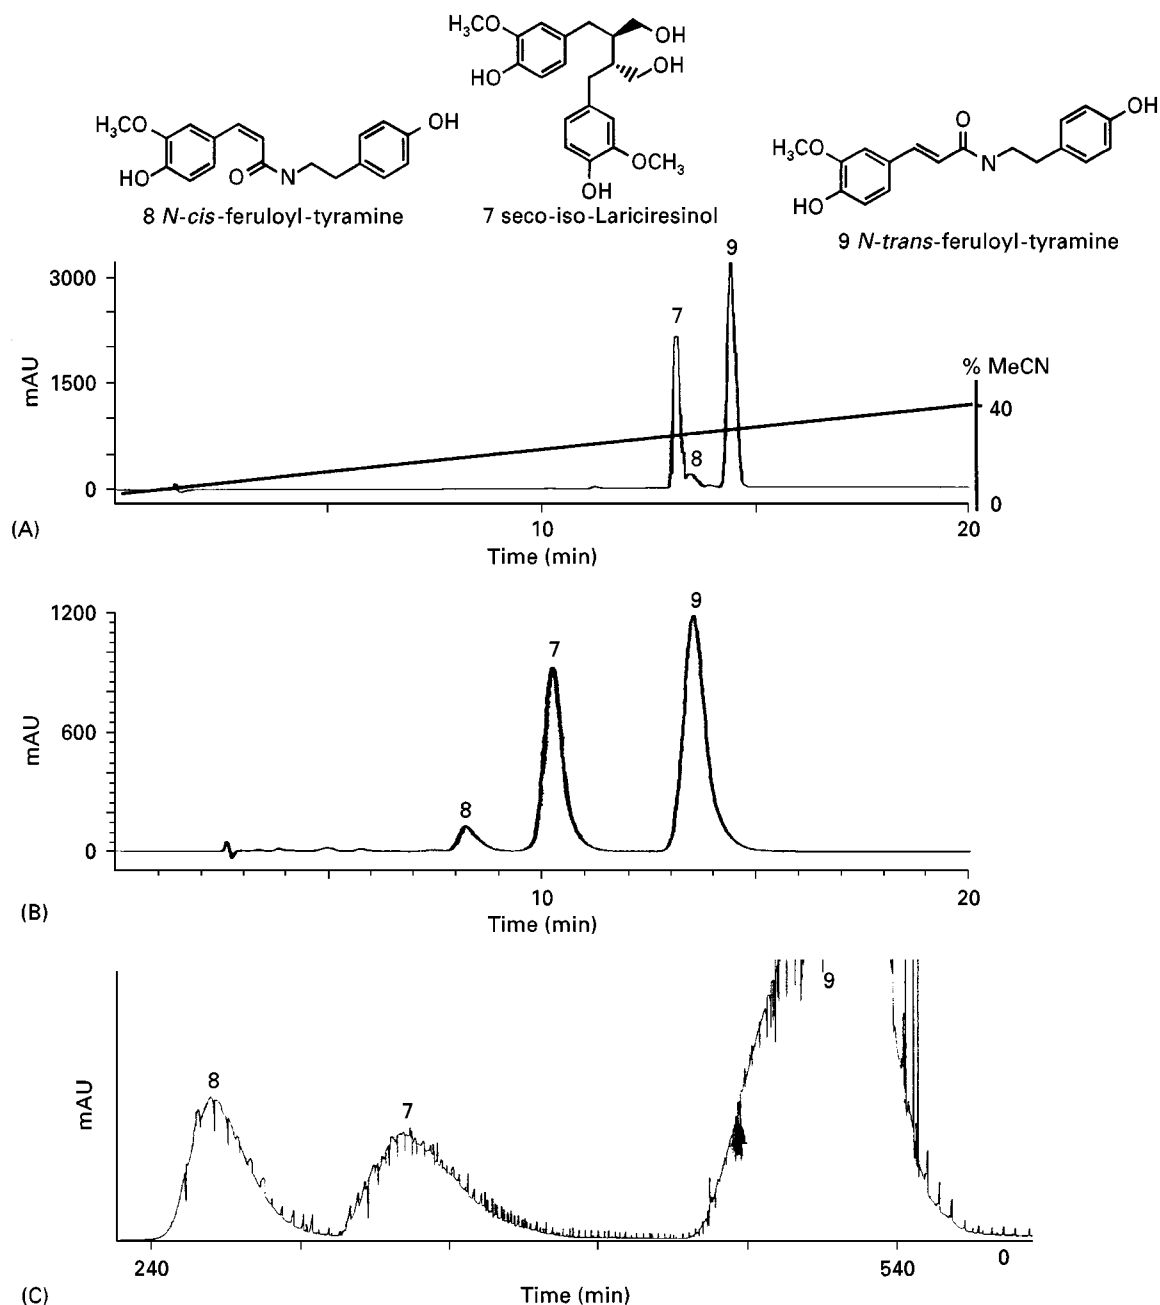 H₃CO
HO
OH
OH
OCH₃
OH
7 seco-iso-Lariciresinol
H₃CO
HO
O
N
OH
8 N-cis-feruloyl-tyramine
H₃CO
HO
O
N
OH
9 N-trans-feruloyl-tyramine
3000
1500
0
mAU
7
8
9
% MeCN
40
0
10
20
(A)
Time (min)
1200
600
0
mAU
8
7
9
10
20
(B)
Time (min)
mAU
8
7
9
240
540
0
(C)
Time (min)